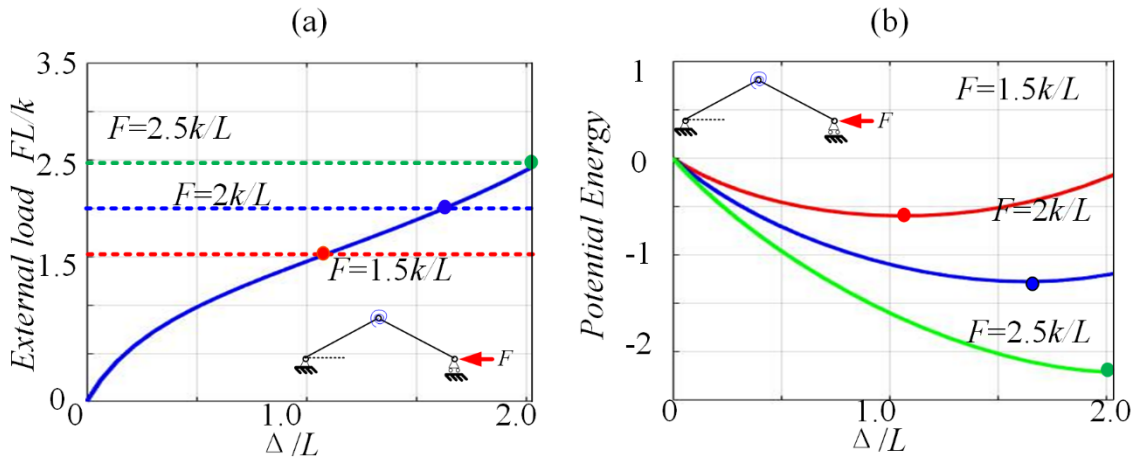 (a)
3.5
2.5
1.5
0
External load FL/k
F=2.5k/L
F=2k/L
F=1.5k/L
F
0
1.0
2.0
Δ/L
(b)
1
0
-1
-2
Potential Energy
F=1.5k/L
F
F=2k/L
F=2.5k/L
0
1.0
2.0
Δ/L